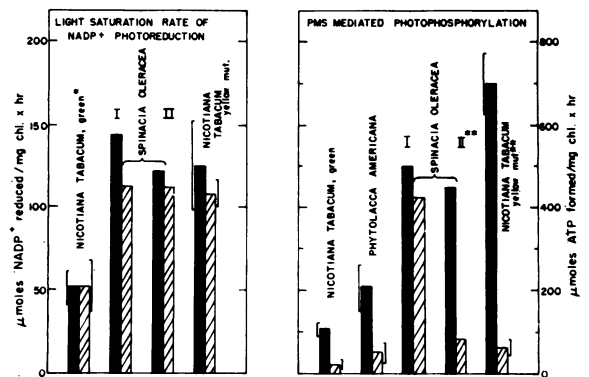 LIGHT SATURATION RATE OF
NADP+ PHOTOREDUCTION
μmoles NADP+ reduced/mg chl. x hr
200
150
100
50
0
NICOTIANA TABACUM, green*
I
SPINACIA OLERACEA
II
NICOTIANA
TABACUM
yellow mut.
PMS MEDIATED PHOTOPHOSPHORYLATION
NICOTIANA TABACUM, green
PHYTOLACCA AMERICANA
I
SPINACIA OLERACEA
II**
NICOTIANA TABACUM
yellow mut**
800
600
400
200
0
μmoles ATP formed/mg chl. x hr